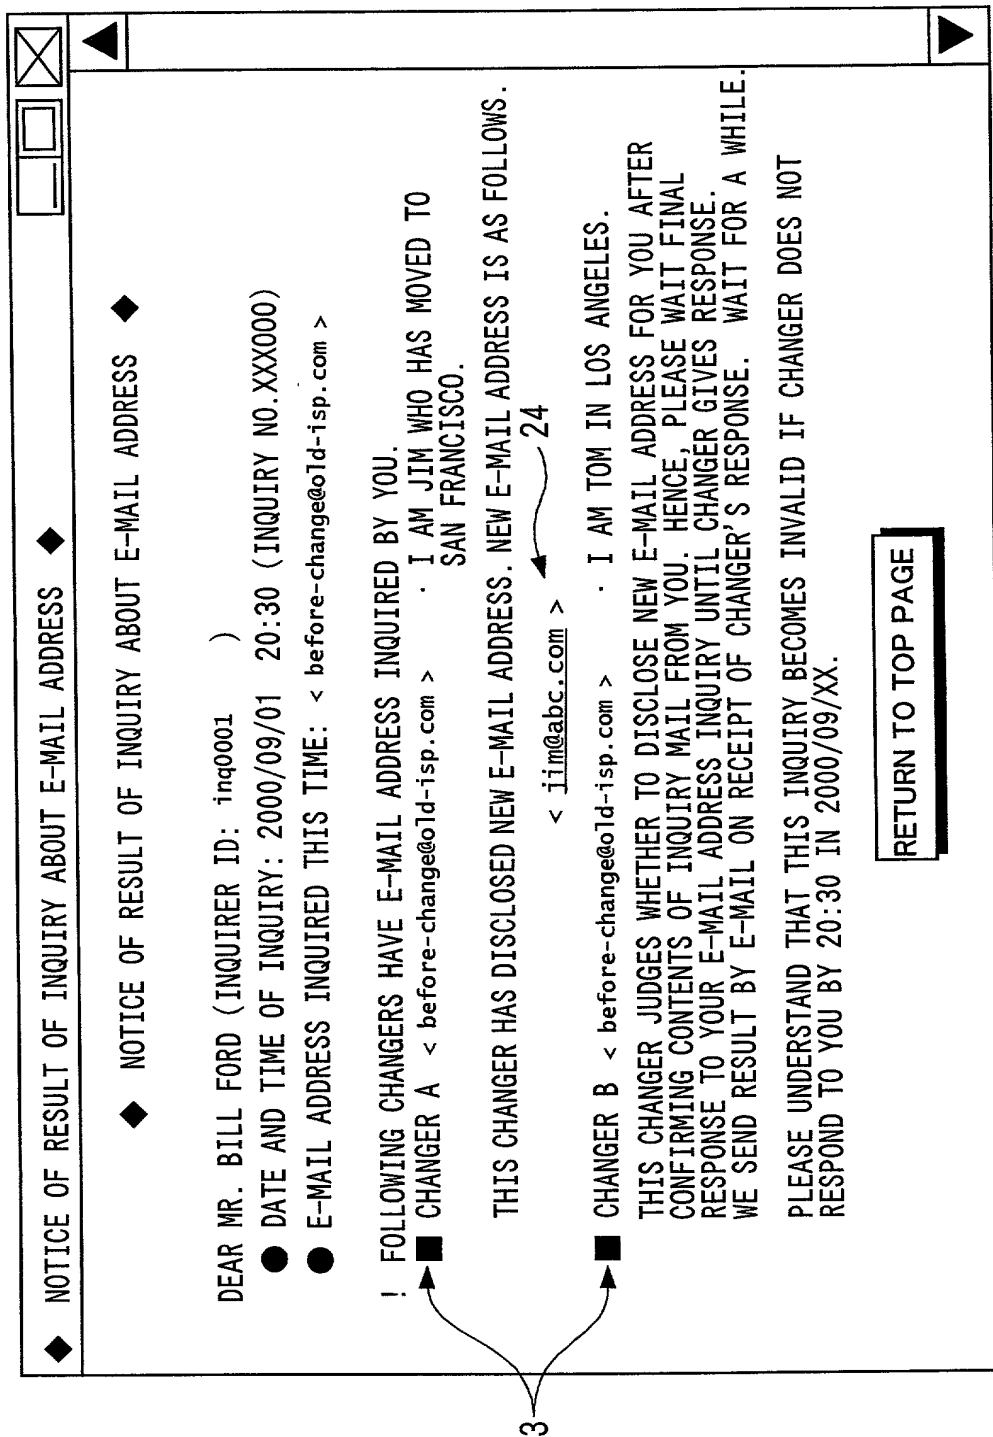 ◆ NOTICE OF RESULT OF INQUIRY ABOUT E-MAIL ADDRESS ◆
◆ NOTICE OF RESULT OF INQUIRY ABOUT E-MAIL ADDRESS ◆
DEAR MR. BILL FORD (INQUIRER ID: inq0001 )
● DATE AND TIME OF INQUIRY: 2000/09/01 20:30 (INQUIRY NO.XXX000)
● E-MAIL ADDRESS INQUIRED THIS TIME: < before-change@old-isp.com >
! FOLLOWING CHANGERS HAVE E-MAIL ADDRESS INQUIRED BY YOU.
■ CHANGER A < before-change@old-isp.com > · I AM JIM WHO HAS MOVED TO
SAN FRANCISCO.
THIS CHANGER HAS DISCLOSED NEW E-MAIL ADDRESS. NEW E-MAIL ADDRESS IS AS FOLLOWS.
< jim@abc.com > 24
■ CHANGER B < before-change@old-isp.com > · I AM TOM IN LOS ANGELES.
THIS CHANGER JUDGES WHETHER TO DISCLOSE NEW E-MAIL ADDRESS FOR YOU AFTER
CONFIRMING CONTENTS OF INQUIRY MAIL FROM YOU. HENCE, PLEASE WAIT FINAL
RESPONSE TO YOUR E-MAIL ADDRESS INQUIRY UNTIL CHANGER GIVES RESPONSE.
WE SEND RESULT BY E-MAIL ON RECEIPT OF CHANGER'S RESPONSE. WAIT FOR A WHILE.
PLEASE UNDERSTAND THAT THIS INQUIRY BECOMES INVALID IF CHANGER DOES NOT
RESPOND TO YOU BY 20:30 IN 2000/09/XX.
RETURN TO TOP PAGE
3